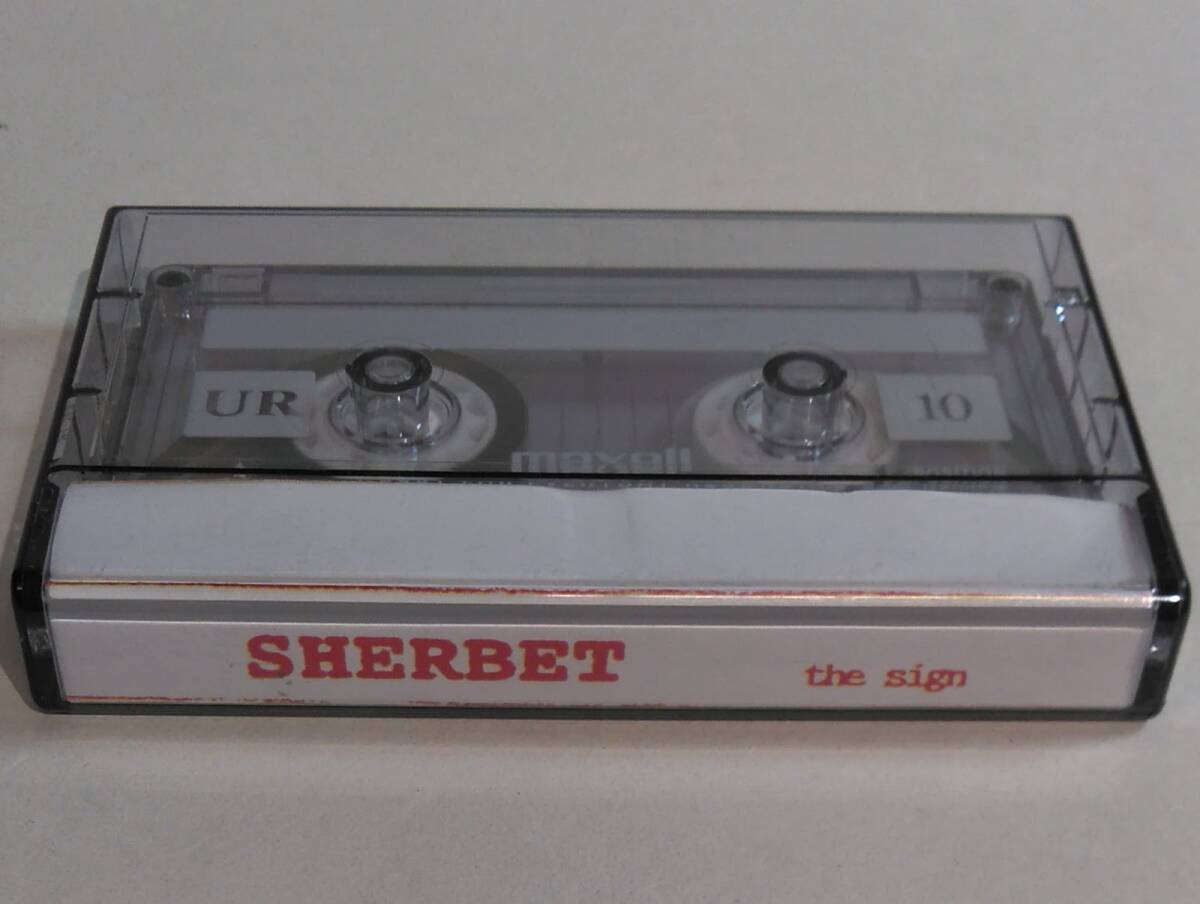 UR
10
maxell
SHERBET
the sign